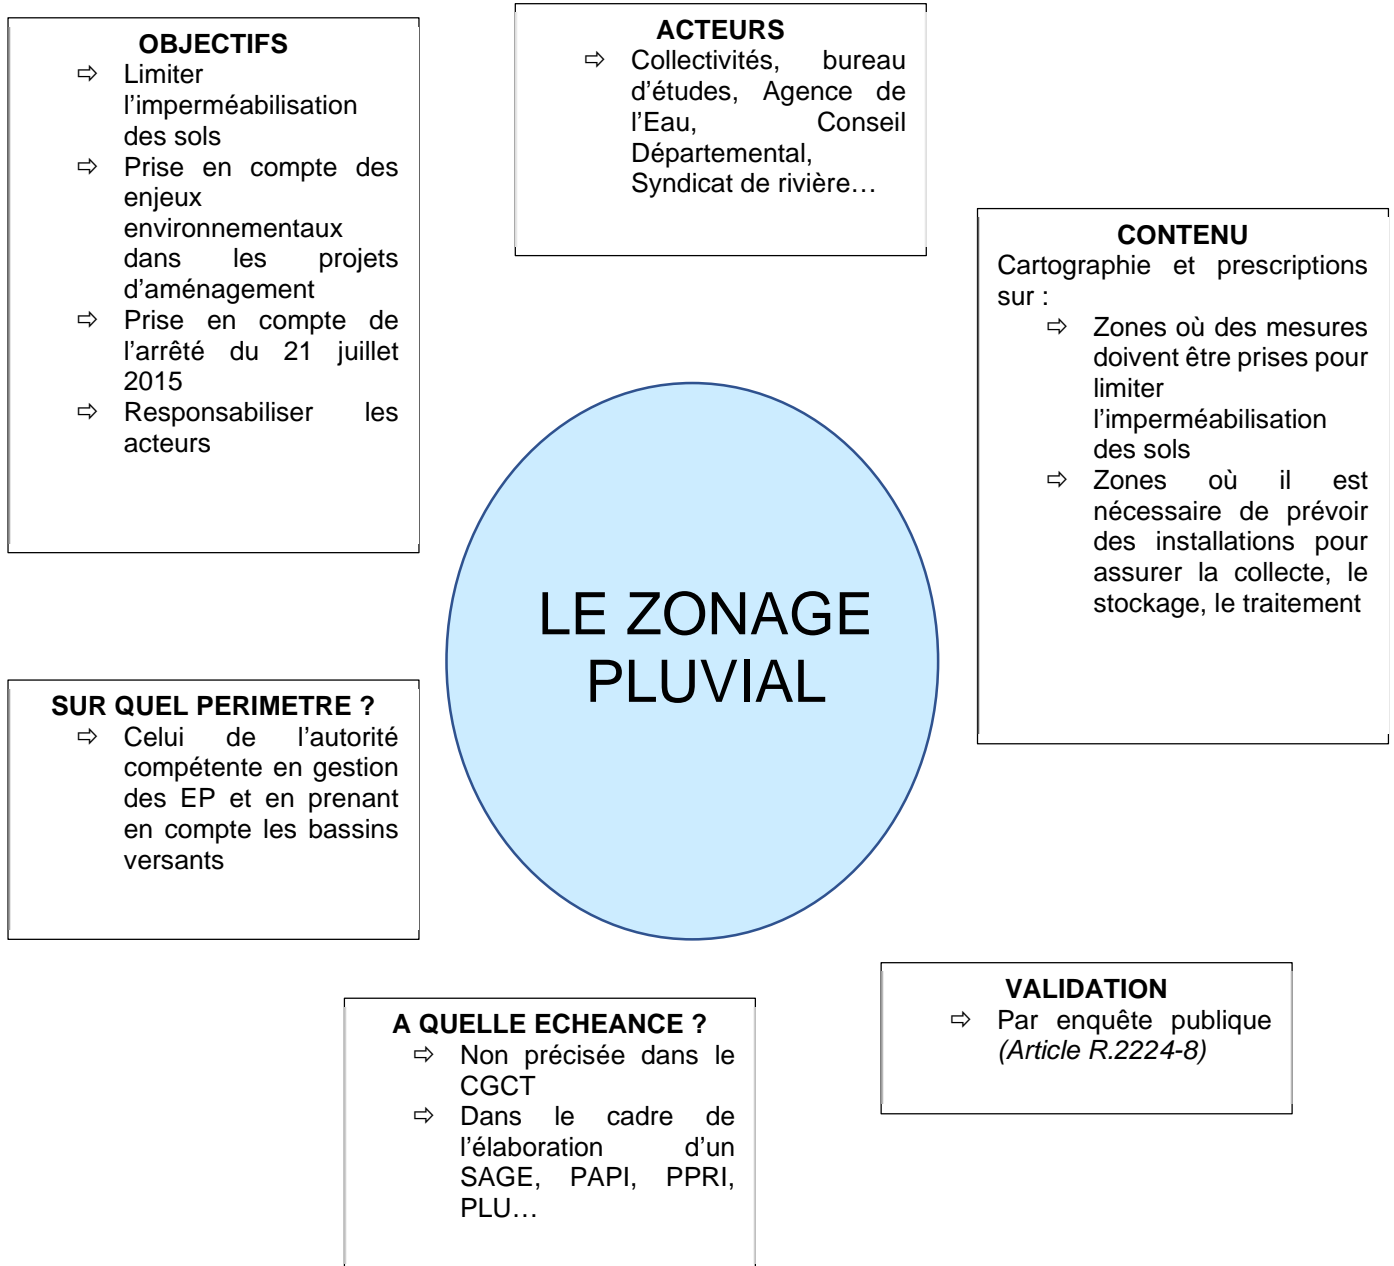 OBJECTIFS
⇨ Limiter
l’imperméabilisation
des sols
⇨ Prise en compte des
enjeux
environnementaux
dans les projets
d’aménagement
⇨ Prise en compte de
l’arrêté du 21 juillet
2015
⇨ Responsabiliser les
acteurs
ACTEURS
⇨ Collectivités, bureau
d’études, Agence de
l’Eau, Conseil
Départemental,
Syndicat de rivière…
CONTENU
Cartographie et prescriptions
sur :
⇨ Zones où des mesures
doivent être prises pour
limiter
l’imperméabilisation
des sols
⇨ Zones où il est
nécessaire de prévoir
des installations pour
assurer la collecte, le
stockage, le traitement
LE ZONAGE
PLUVIAL
SUR QUEL PERIMETRE ?
⇨ Celui de l’autorité
compétente en gestion
des EP et en prenant
en compte les bassins
versants
A QUELLE ECHEANCE ?
⇨ Non précisée dans le
CGCT
⇨ Dans le cadre de
l’élaboration d’un
SAGE, PAPI, PPRI,
PLU…
VALIDATION
⇨ Par enquête publique
(Article R.2224-8)